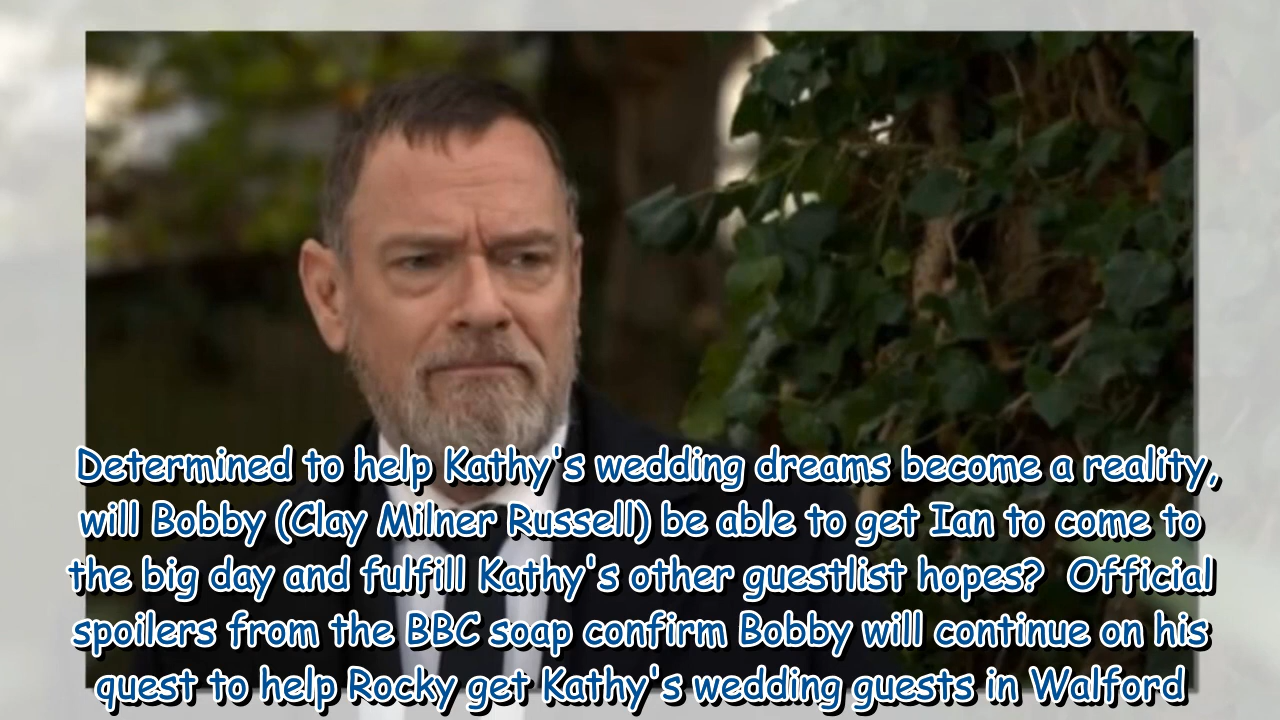 Determined to help Kathy's wedding dreams become a reality,
will Bobby (Clay Milner Russell) be able to get Ian to come to
the big day and fulfill Kathy's other guestlist hopes?  Official
spoilers from the BBC soap confirm Bobby will continue on his
quest to help Rocky get Kathy's wedding guests in Walford